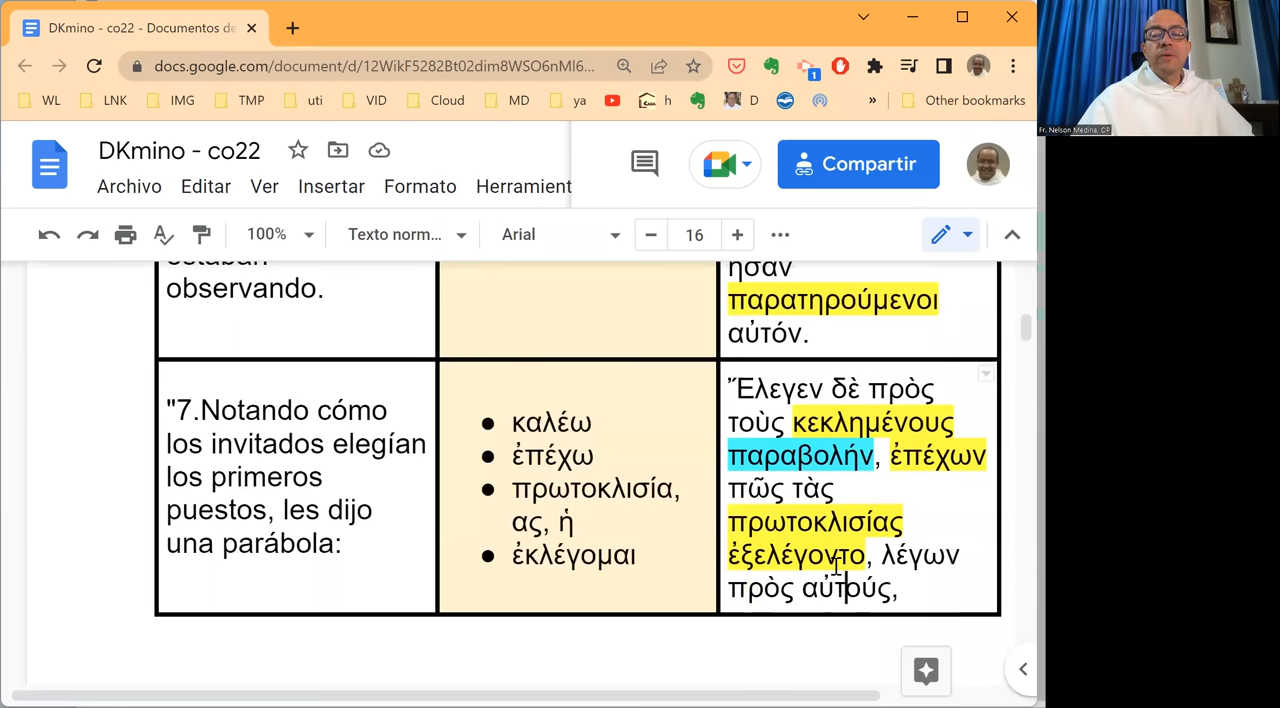 DKmino - co22 - Documentos de
docs.google.com/document/d/12WikF5282Bt02dim8WSO6nMl6...
1
WL
LNK
IMG
TMP
uti
VID
Cloud
MD
ya
h
D
»
Other bookmarks
Fr. Nelson Medina, OP
DKmino - co22
Compartir
Archivo Editar Ver Insertar Formato Herramient
100%
Texto norm...
Arial
16
observando.
ἦσαν
παρατηρούμενοι
αὐτόν.
"7.Notando cómo
los invitados elegían
los primeros
puestos, les dijo
una parábola:
● καλέω
● ἐπέχω
● πρωτοκλισία,
ας, ἡ
● ἐκλέγομαι
Ἔλεγεν δὲ πρὸς
τοὺς κεκλημένους
παραβολήν, ἐπέχων
πῶς τὰς
πρωτοκλισίας
ἐξελέγοντο, λέγων
πρὸς αὐτούς,